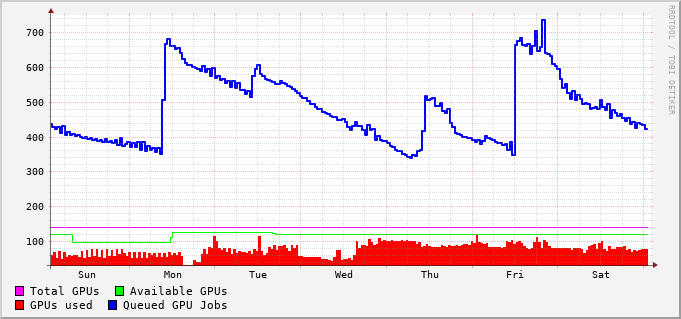 RRDTOOL / TOBI OETIKER
700
600
500
400
300
200
100
Sun Mon Tue Wed Thu Fri Sat
Total GPUs Available GPUs
GPUs used Queued GPU Jobs